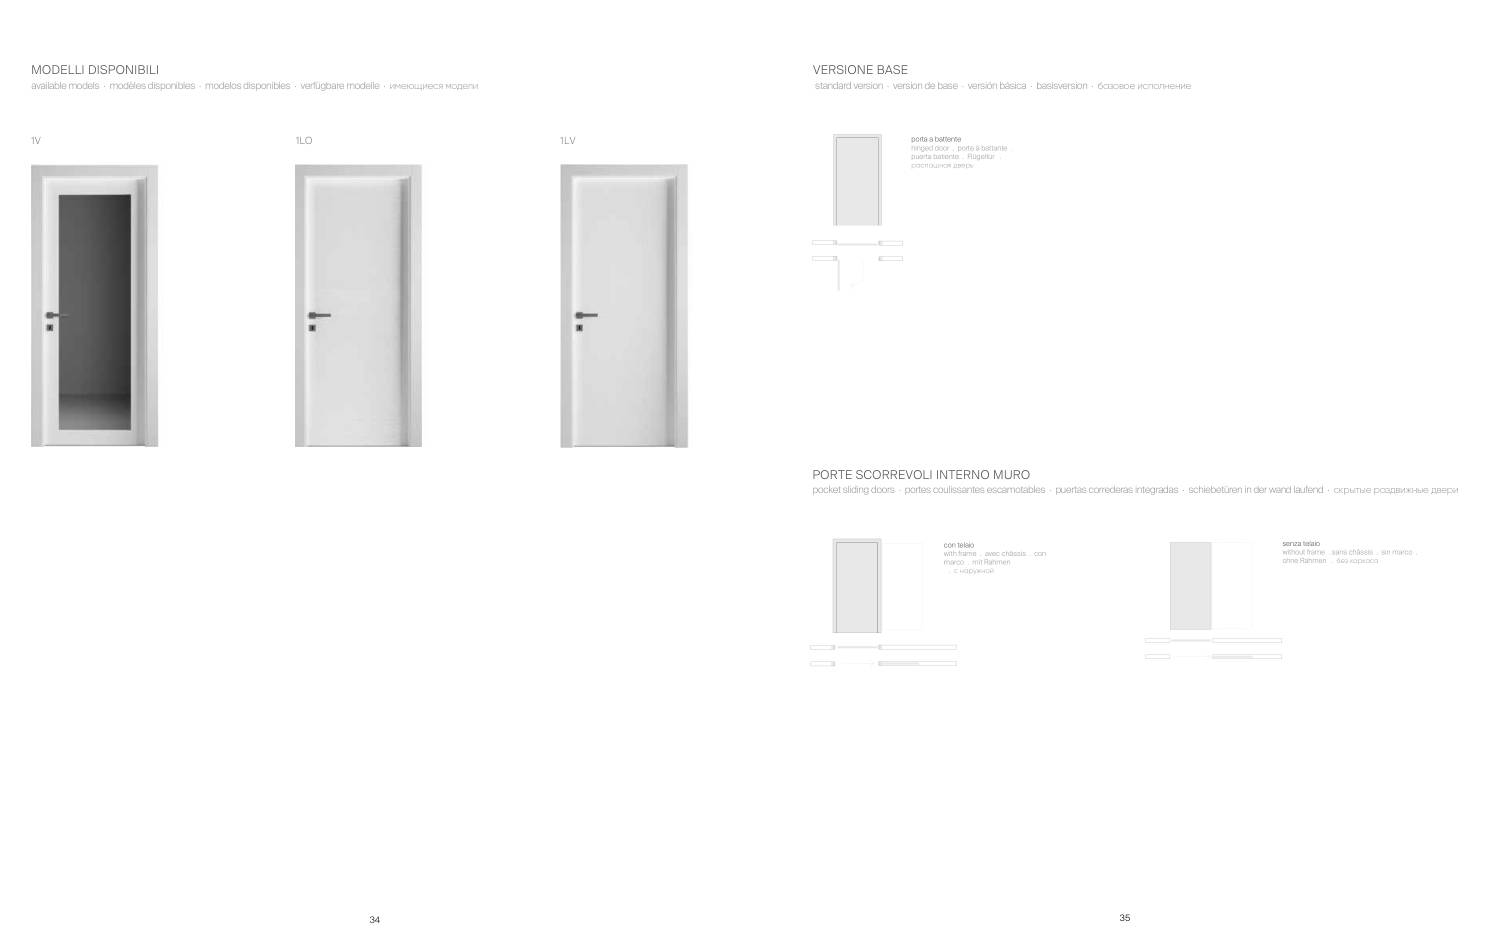 MODELLI DISPONIBILI
available models · modèles disponibles · modelos disponibles · verfügbare modelle · имеющиеся модели
1V
1LO
1LV
34
VERSIONE BASE
standard version · version de base · versión básica · basisversion · базовое исполнение
porta a battente
hinged door . porte à battante .
puerta batiente . Flügeltür .
распошная дверь
PORTE SCORREVOLI INTERNO MURO
pocket sliding doors · portes coulissantes escamotables · puertas correderas integradas · schiebetüren in der wand laufend · скрытые роздвижные двери
con telaio
with frame . avec châssis . con
marco . mit Rahmen
. с наружной
senza telaio
without frame . sans châssis . sin marco .
ohne Rahmen . без каркаса
35